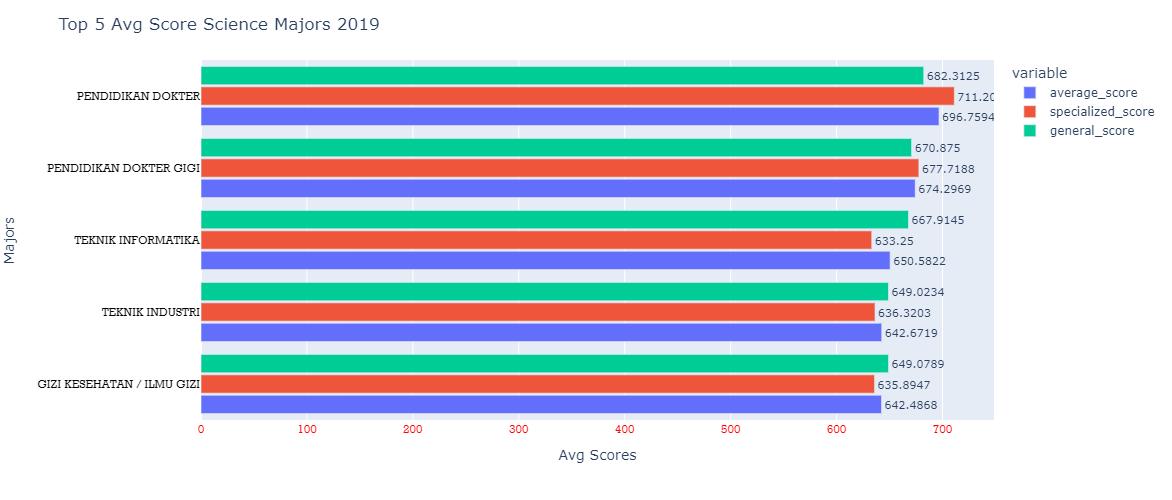 Top 5 Avg Score Science Majors 2019
variable
average_score
specialized_score
general_score
Majors
PENDIDIKAN DOKTER
682.3125
711.20
696.7594
PENDIDIKAN DOKTER GIGI
670.875
677.7188
674.2969
TEKNIK INFORMATIKA
667.9145
633.25
650.5822
TEKNIK INDUSTRI
649.0234
636.3203
642.6719
GIZI KESEHATAN / ILMU GIZI
649.0789
635.8947
642.4868
0 100 200 300 400 500 600 700
Avg Scores